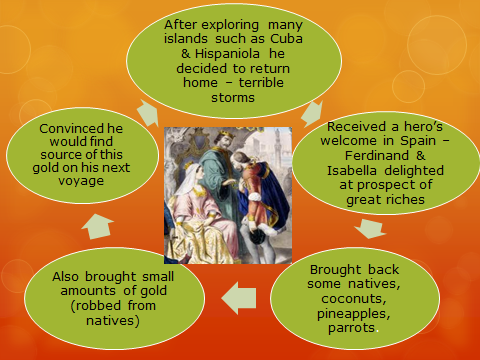 After exploring many
islands such as Cuba
& Hispaniola he
decided to return
home – terrible
storms
Received a hero's
welcome in Spain –
Ferdinand &
Isabella delighted
at prospect of
great riches
Brought back
some natives,
coconuts,
pineapples,
parrots.
Also brought small
amounts of gold
(robbed from
natives)
Convinced he
would find
source of this
gold on his next
voyage